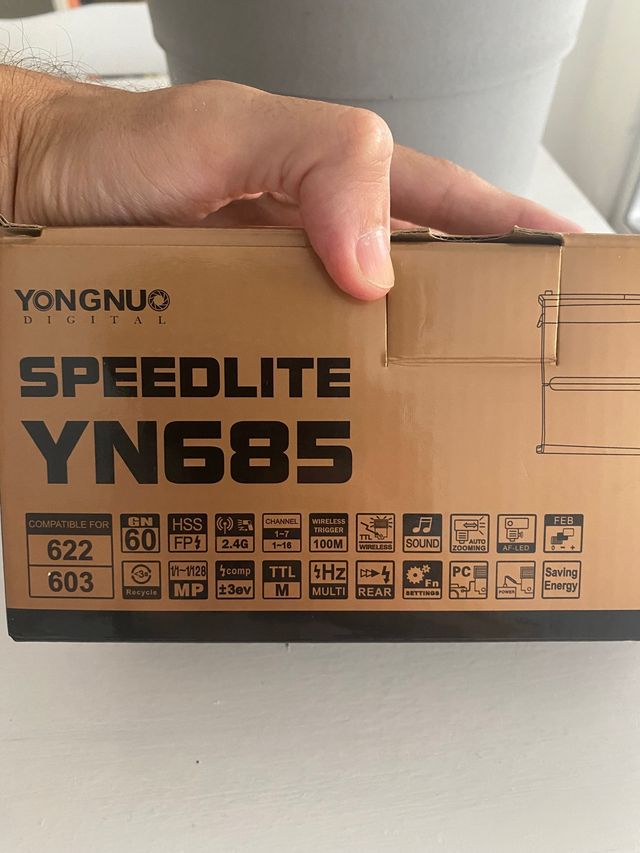 YONGNUO
DIGITAL
SPEEDLITE
YN685
COMPATIBLE FOR
622
603
GN
60
HSS
FP
2.4G
CHANNEL
1~7
1~16
WIRELESS
TRIGGER
100M
TTL
WIRELESS
SOUND
AUTO
ZOOMING
AF-LED
FEB
0 - +
<3s
Recycle
1/1~1/128
MP
comp
±3ev
TTL
M
Hz
MULTI
REAR
Fn
SETTINGS
PC
POWER
Saving
Energy